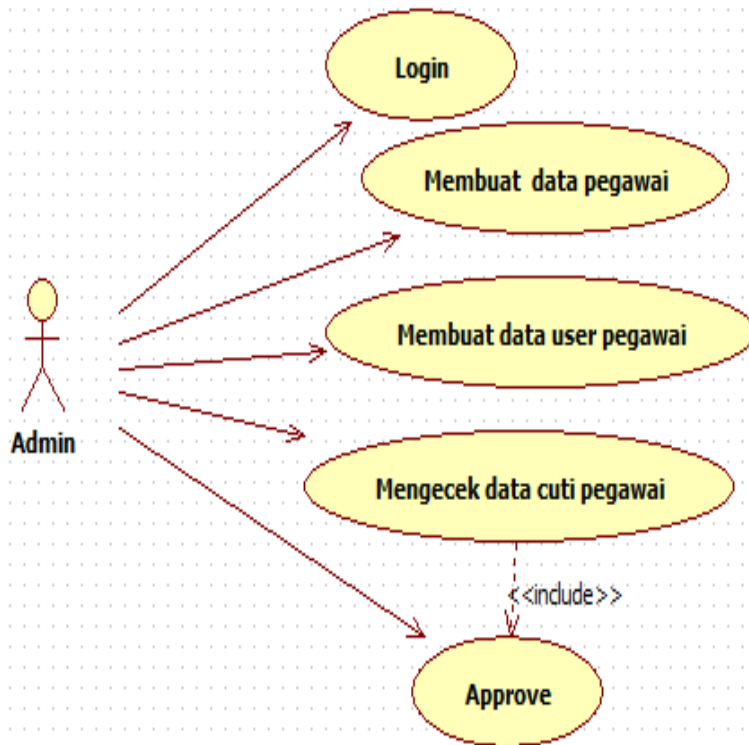 Login
Membuat data pegawai
Membuat data user pegawai
Admin
Mengecek data cuti pegawai
<<include>>
Approve